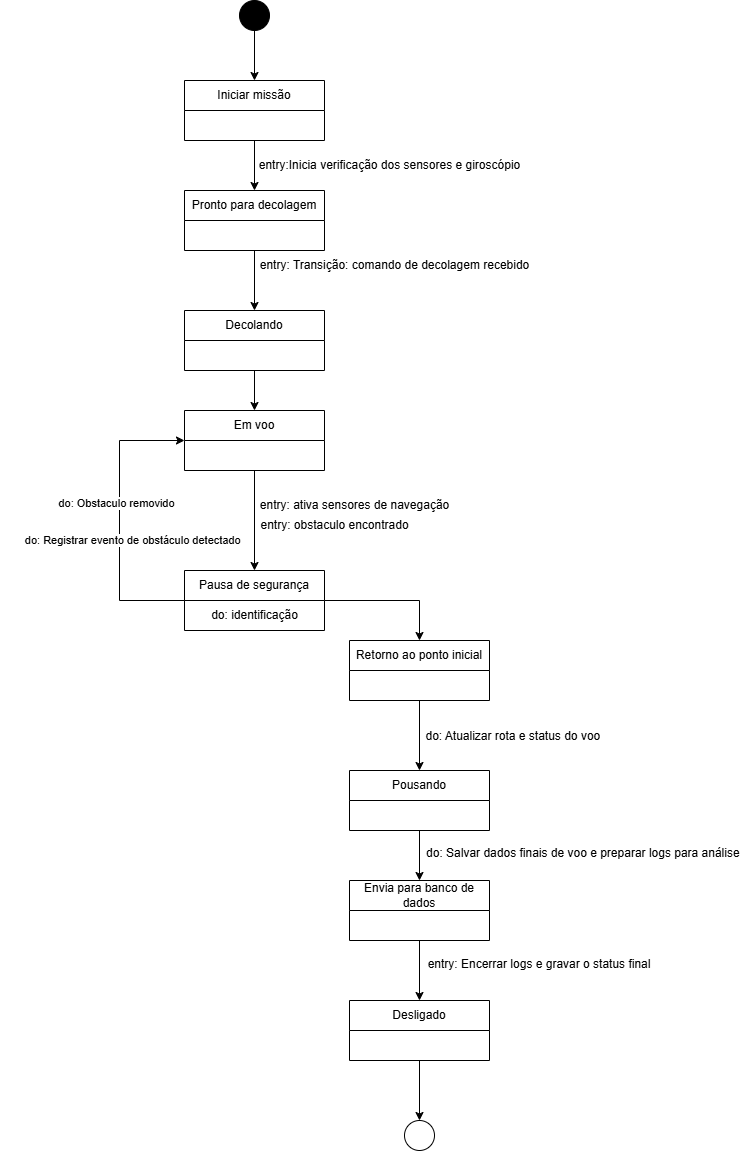 Iniciar missão
entry:Inicia verificação dos sensores e giroscópio
Pronto para decolagem
entry: Transição: comando de decolagem recebido
Decolando
Em voo
do: Obstaculo removido
entry: ativa sensores de navegação
entry: obstaculo encontrado
do: Registrar evento de obstáculo detectado
Pausa de segurança
do: identificação
Retorno ao ponto inicial
do: Atualizar rota e status do voo
Pousando
do: Salvar dados finais de voo e preparar logs para análise
Envia para banco de
dados
entry: Encerrar logs e gravar o status final
Desligado